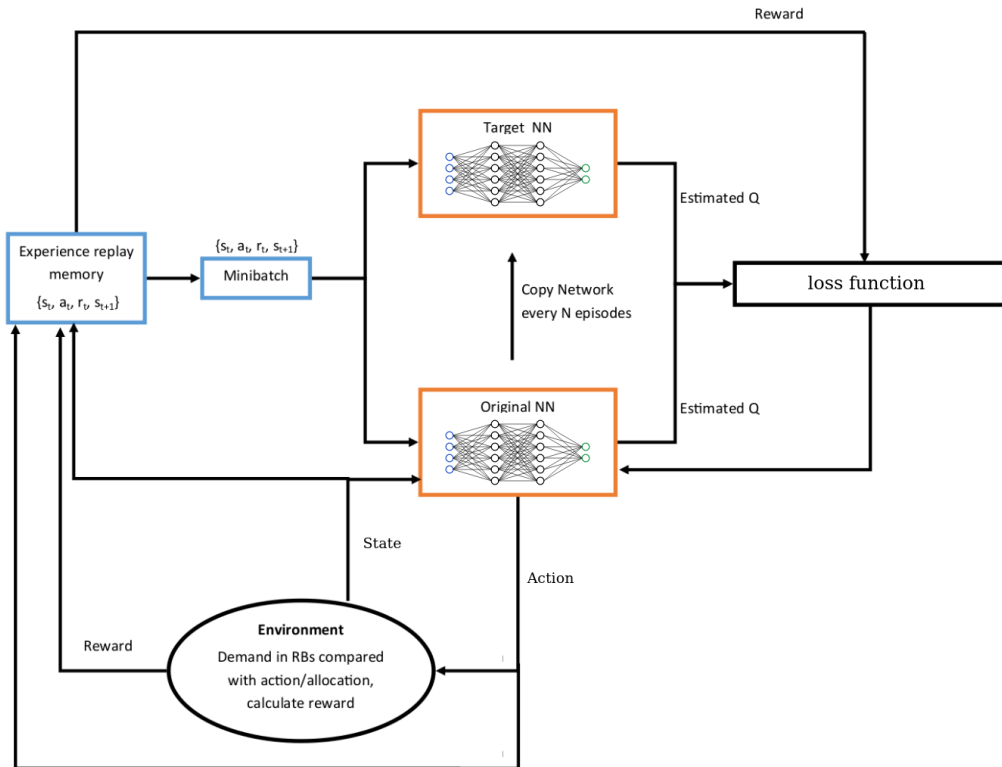 Reward
Target NN
Estimated Q
{sₜ, aₜ, rₜ, sₜ₊₁}
Experience replay
memory
{sₜ, aₜ, rₜ, sₜ₊₁}
Minibatch
loss function
Copy Network
every N episodes
Original NN
Estimated Q
State
Action
Environment
Demand in RBs compared
with action/allocation,
calculate reward
Reward